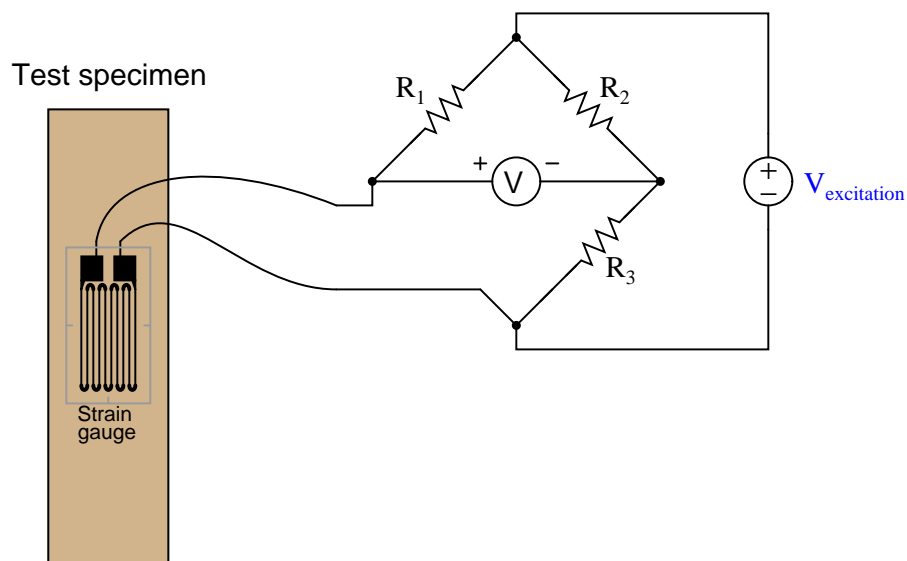 Test specimen
R1
R2
+
−
V
+
−
Vexcitation
R3
Strain
gauge